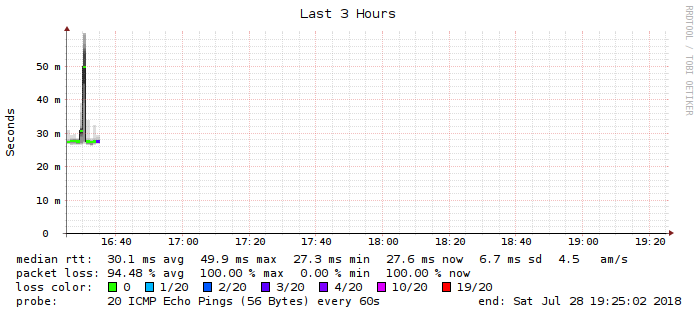 Last 3 Hours
RRDTOOL / TOBI OETIKER
Seconds
50 m
40 m
30 m
20 m
10 m
0
16:40 17:00 17:20 17:40 18:00 18:20 18:40 19:00 19:20
median rtt: 30.1 ms avg 49.9 ms max 27.3 ms min 27.6 ms now 6.7 ms sd 4.5 am/s
packet loss: 94.48 % avg 100.00 % max 0.00 % min 100.00 % now
loss color: 0 1/20 2/20 3/20 4/20 10/20 19/20
probe: 20 ICMP Echo Pings (56 Bytes) every 60s end: Sat Jul 28 19:25:02 2018